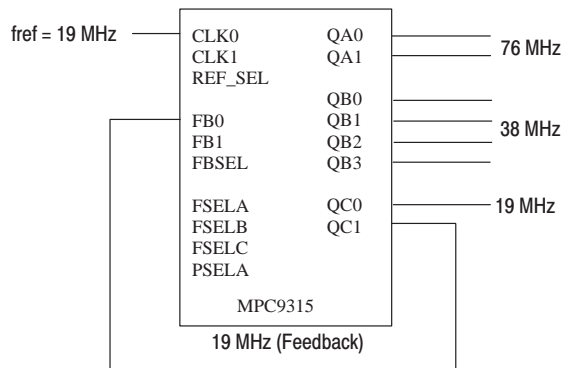 fref = 19 MHz
CLK0
CLK1
REF_SEL
FB0
FB1
FBSEL
FSELA
FSELB
FSELC
PSELA
QA0
QA1
QB0
QB1
QB2
QB3
QC0
QC1
76 MHz
38 MHz
19 MHz
MPC9315
19 MHz (Feedback)